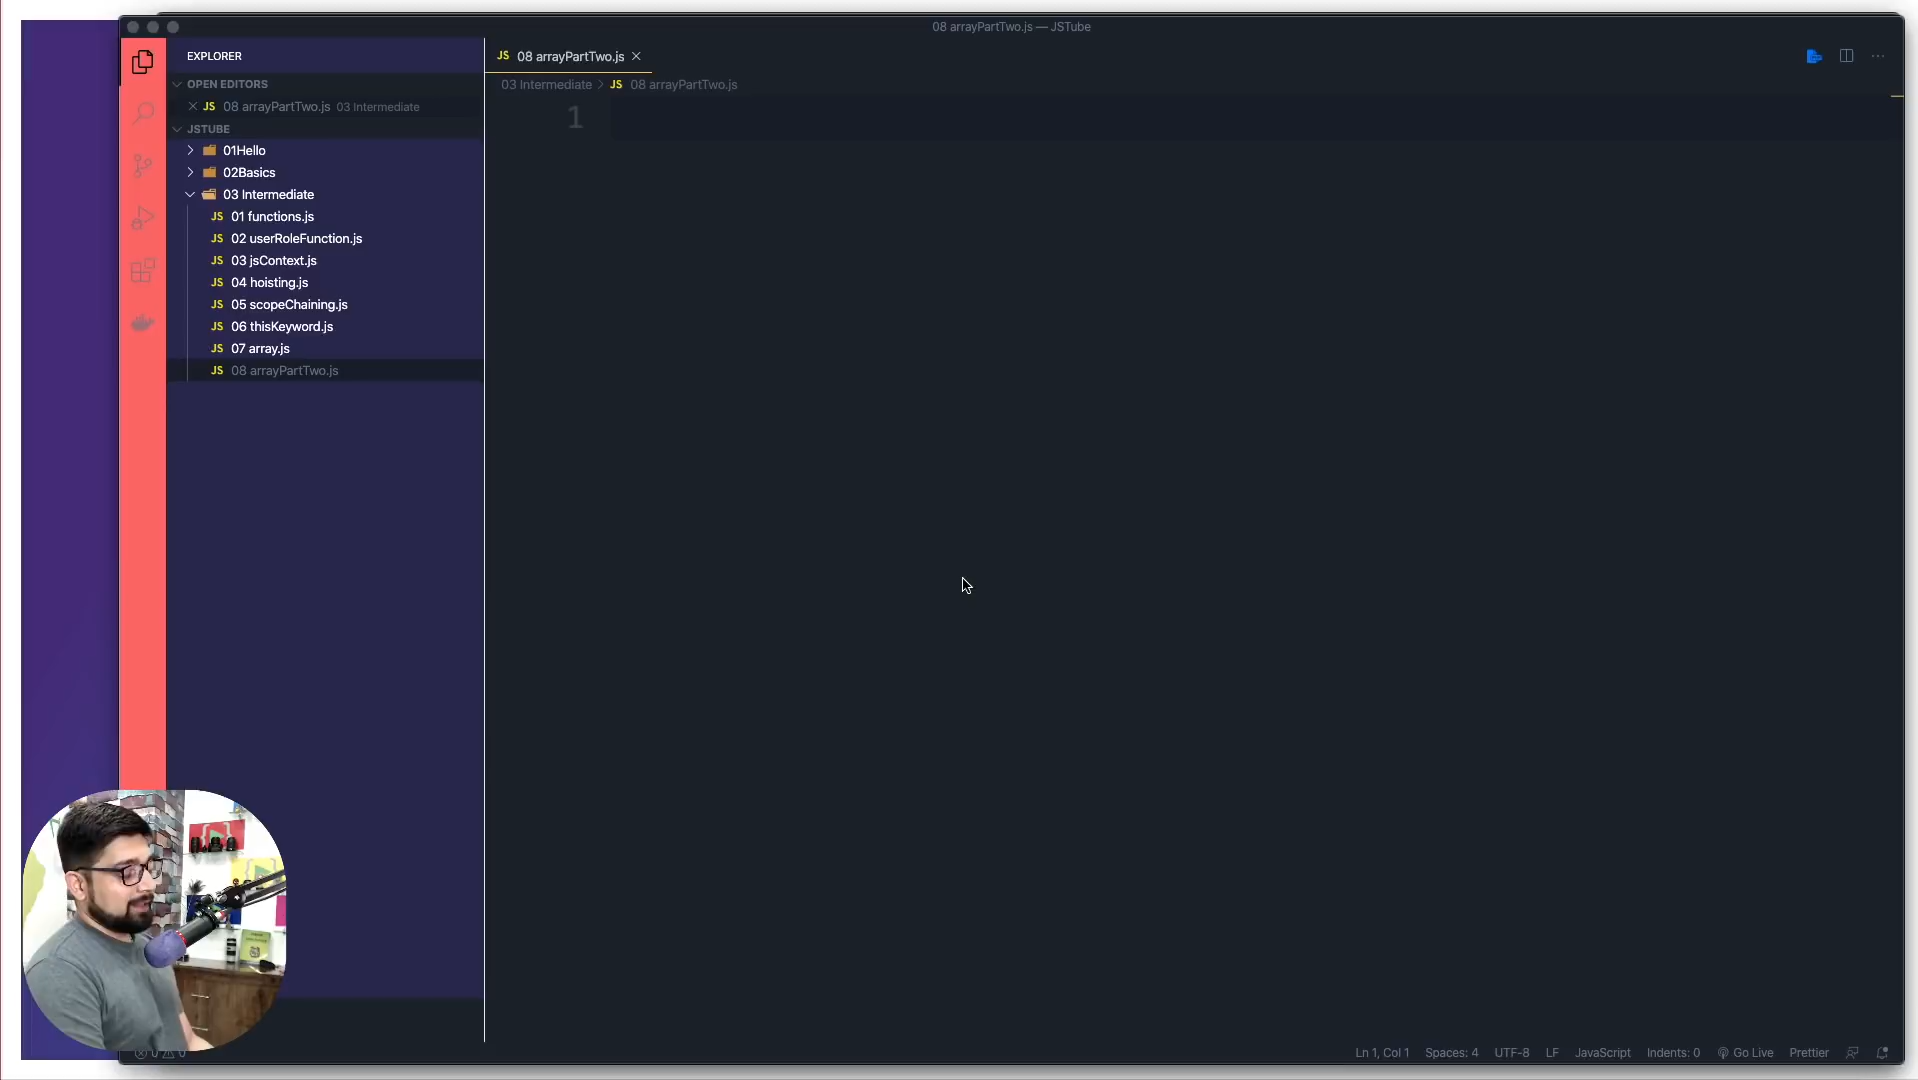 08 arrayPartTwo.js — JSTube
EXPLORER
OPEN EDITORS
JS 08 arrayPartTwo.js 03 Intermediate
JSTUBE
01Hello
02Basics
03 Intermediate
JS 01 functions.js
JS 02 userRoleFunction.js
JS 03 jsContext.js
JS 04 hoisting.js
JS 05 scopeChaining.js
JS 06 thisKeyword.js
JS 07 array.js
JS 08 arrayPartTwo.js
JS 08 arrayPartTwo.js
03 Intermediate > JS 08 arrayPartTwo.js
1
0 0
Ln 1, Col 1 Spaces: 4 UTF-8 LF JavaScript Indents: 0 Go Live Prettier